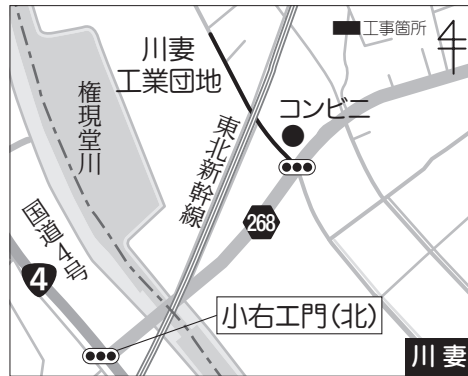 工事箇所
川妻
工業団地
コンビニ
権現堂川
東北新幹線
国道4号
268
4
小右エ門(北)
川妻